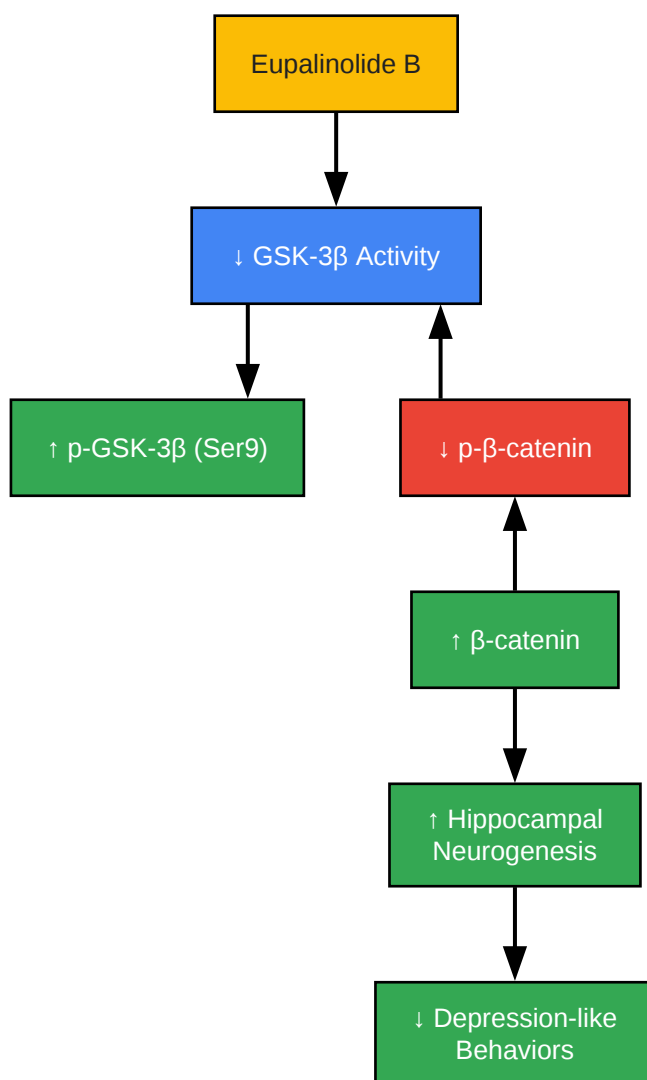 Eupalinolide B
↓ GSK-3β Activity
↑ p-GSK-3β (Ser9)
↓ p-β-catenin
↑ β-catenin
↑ Hippocampal
Neurogenesis
↓ Depression-like
Behaviors